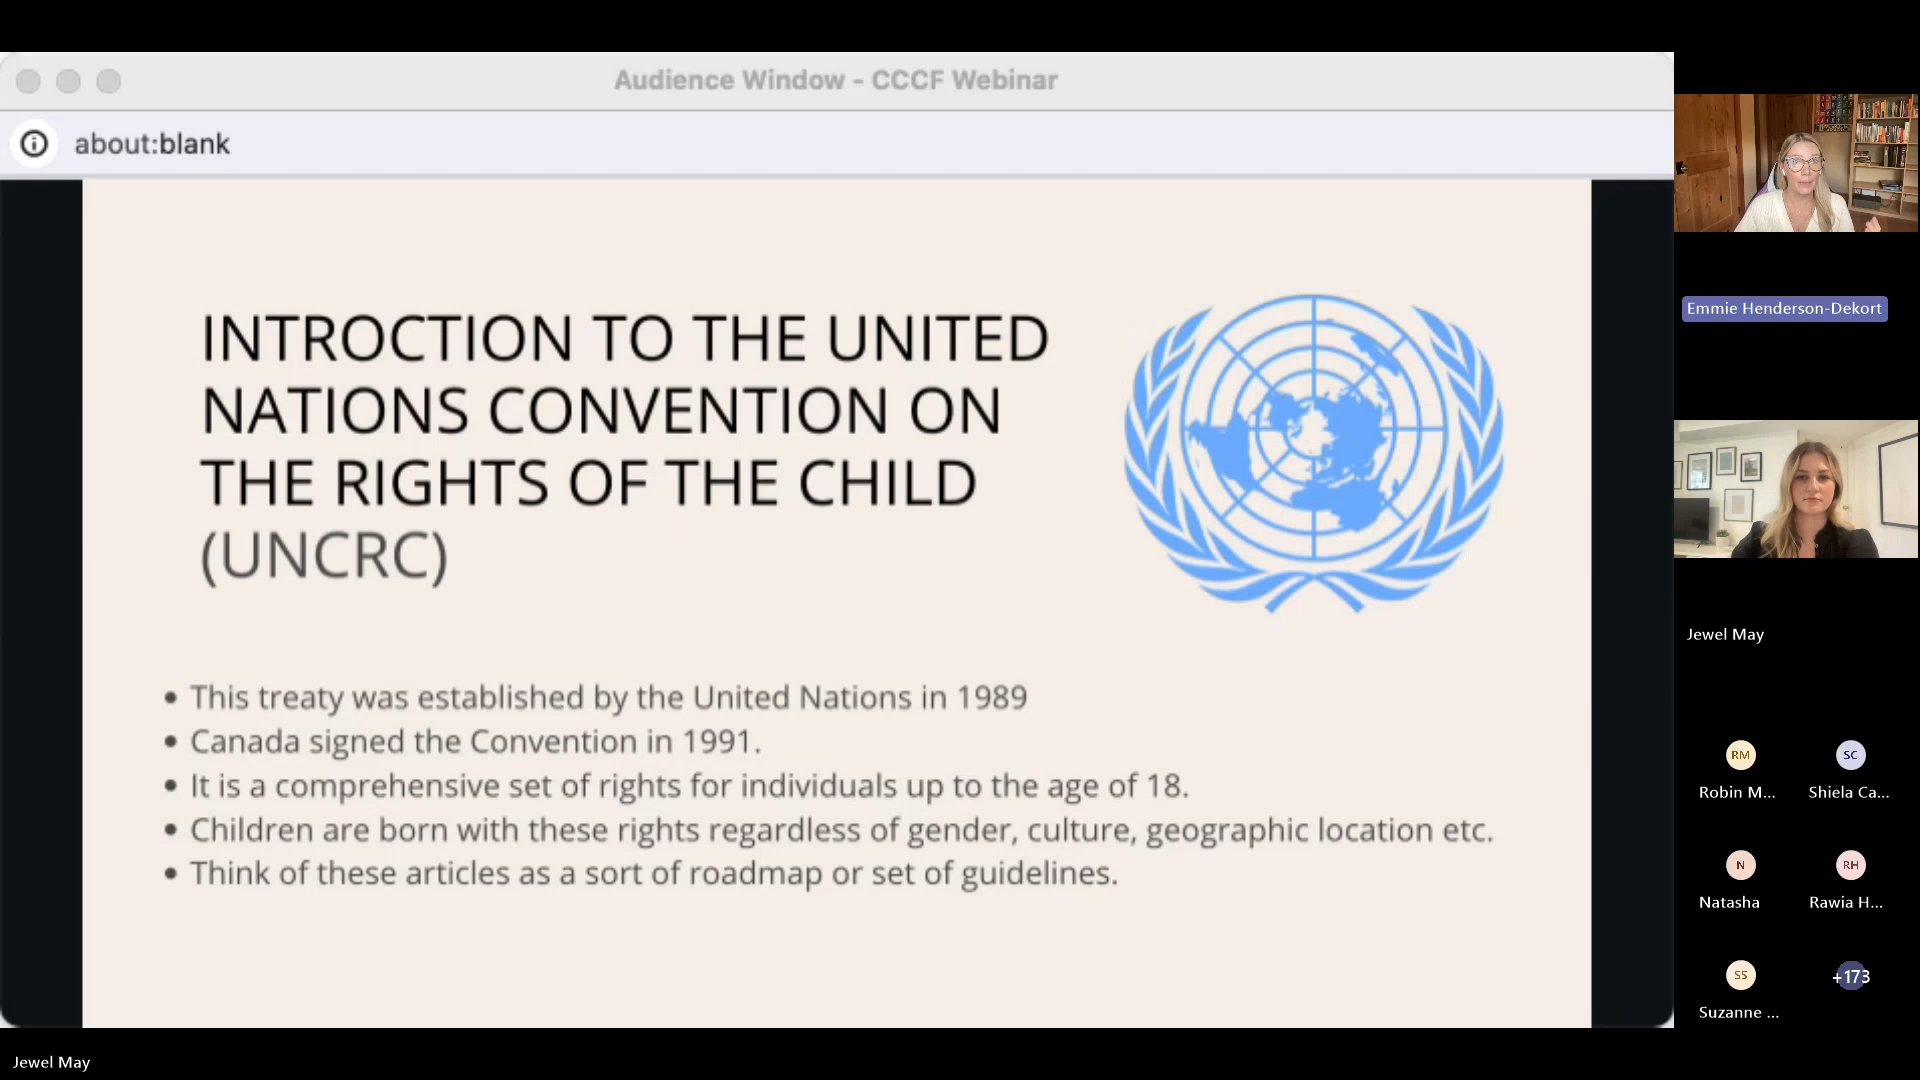 Audience Window - CCCF Webinar
about:blank
INTROCTION TO THE UNITED
NATIONS CONVENTION ON
THE RIGHTS OF THE CHILD
(UNCRC)
• This treaty was established by the United Nations in 1989
• Canada signed the Convention in 1991.
• It is a comprehensive set of rights for individuals up to the age of 18.
• Children are born with these rights regardless of gender, culture, geographic location etc.
• Think of these articles as a sort of roadmap or set of guidelines.
Emmie Henderson-Dekort
Jewel May
RM
SC
Robin M...
Shiela Ca...
N
RH
Natasha
Rawia H...
SS
+173
Suzanne ...
Jewel May